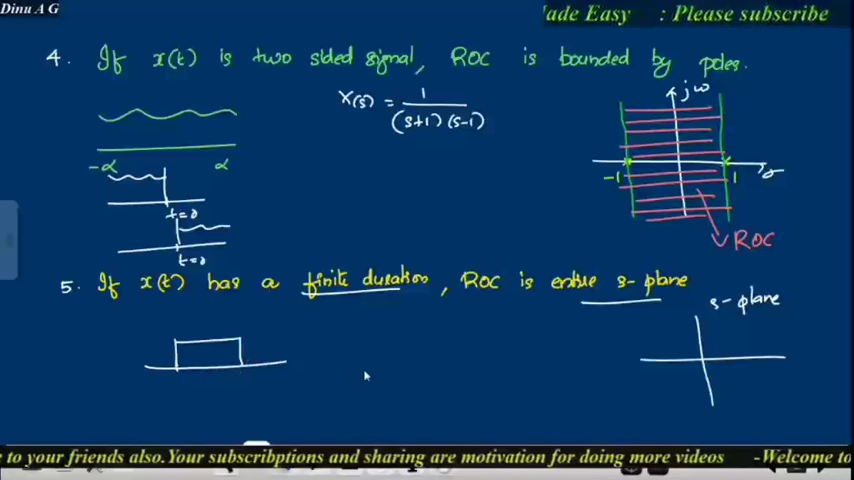 Dinu A G
Made Easy : Please subscribe
4. If x(t) is two sided signal, ROC is bounded by poles.
X(s) = 1 / (s+1)(s-1)
jω
-α α
-1 1 σ
t=0
t=0
ROC
5. If x(t) has a finite duration, ROC is entire s-plane
s-plane
e to your friends also.Your subscribptions and sharing are motivation for doing more videos -Welcome to